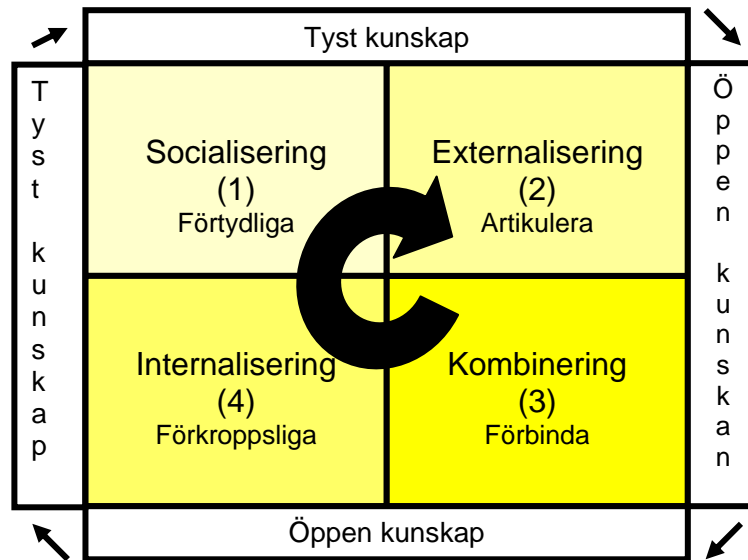 Tyst kunskap
Tyst kunskap
Socialisering
(1)
Förtydliga
Externalisering
(2)
Artikulera
Öppen kunskan
Internalisering
(4)
Förkroppsliga
Kombinering
(3)
Förbinda
Öppen kunskap